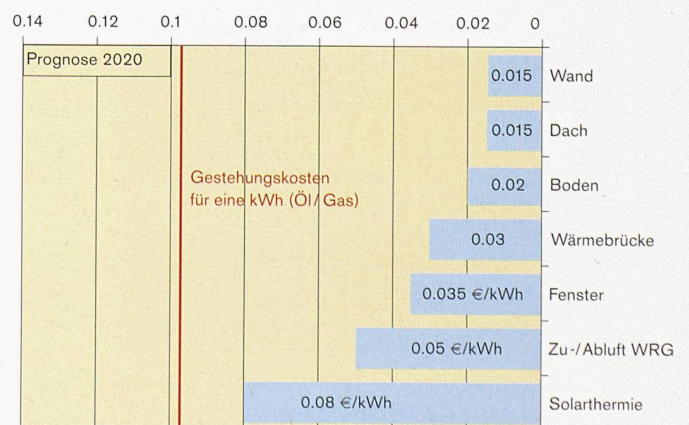 0.14 0.12 0.1 0.08 0.06 0.04 0.02 0
Prognose 2020
0.015 Wand
0.015 Dach
Gestehungskosten
für eine kWh (Öl/Gas)
0.02 Boden
0.03 Wärmebrücke
0.035 €/kWh Fenster
0.05 €/kWh Zu-/Abluft WRG
0.08 €/kWh Solarthermie